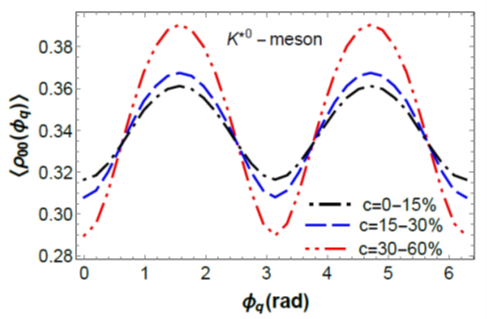 K*⁰ – meson
0.38
0.36
0.34
0.32
0.30
0.28
⟨ρ₀₀(ϕq)⟩
c=0–15%
c=15–30%
c=30–60%
0 1 2 3 4 5 6
ϕq(rad)